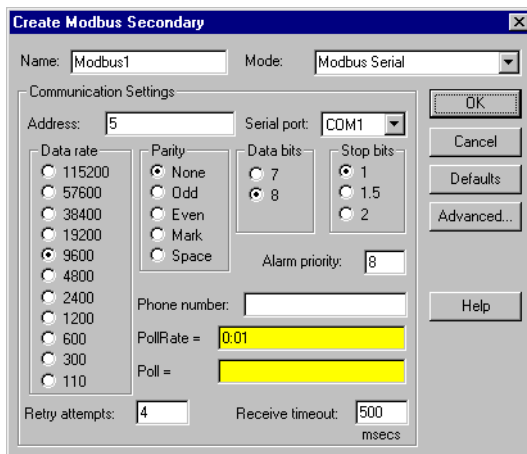 Create Modbus Secondary
Name: Modbus1 Mode: Modbus Serial
Communication Settings
Address: 5 Serial port: COM1
Data rate
115200
57600
38400
19200
9600
4800
2400
1200
600
300
110
Parity
None
Odd
Even
Mark
Space
Data bits
7
8
Stop bits
1
1.5
2
Alarm priority: 8
Phone number:
PollRate = 0:01
Poll =
Retry attempts: 4 Receive timeout: 500
msecs
OK
Cancel
Defaults
Advanced...
Help